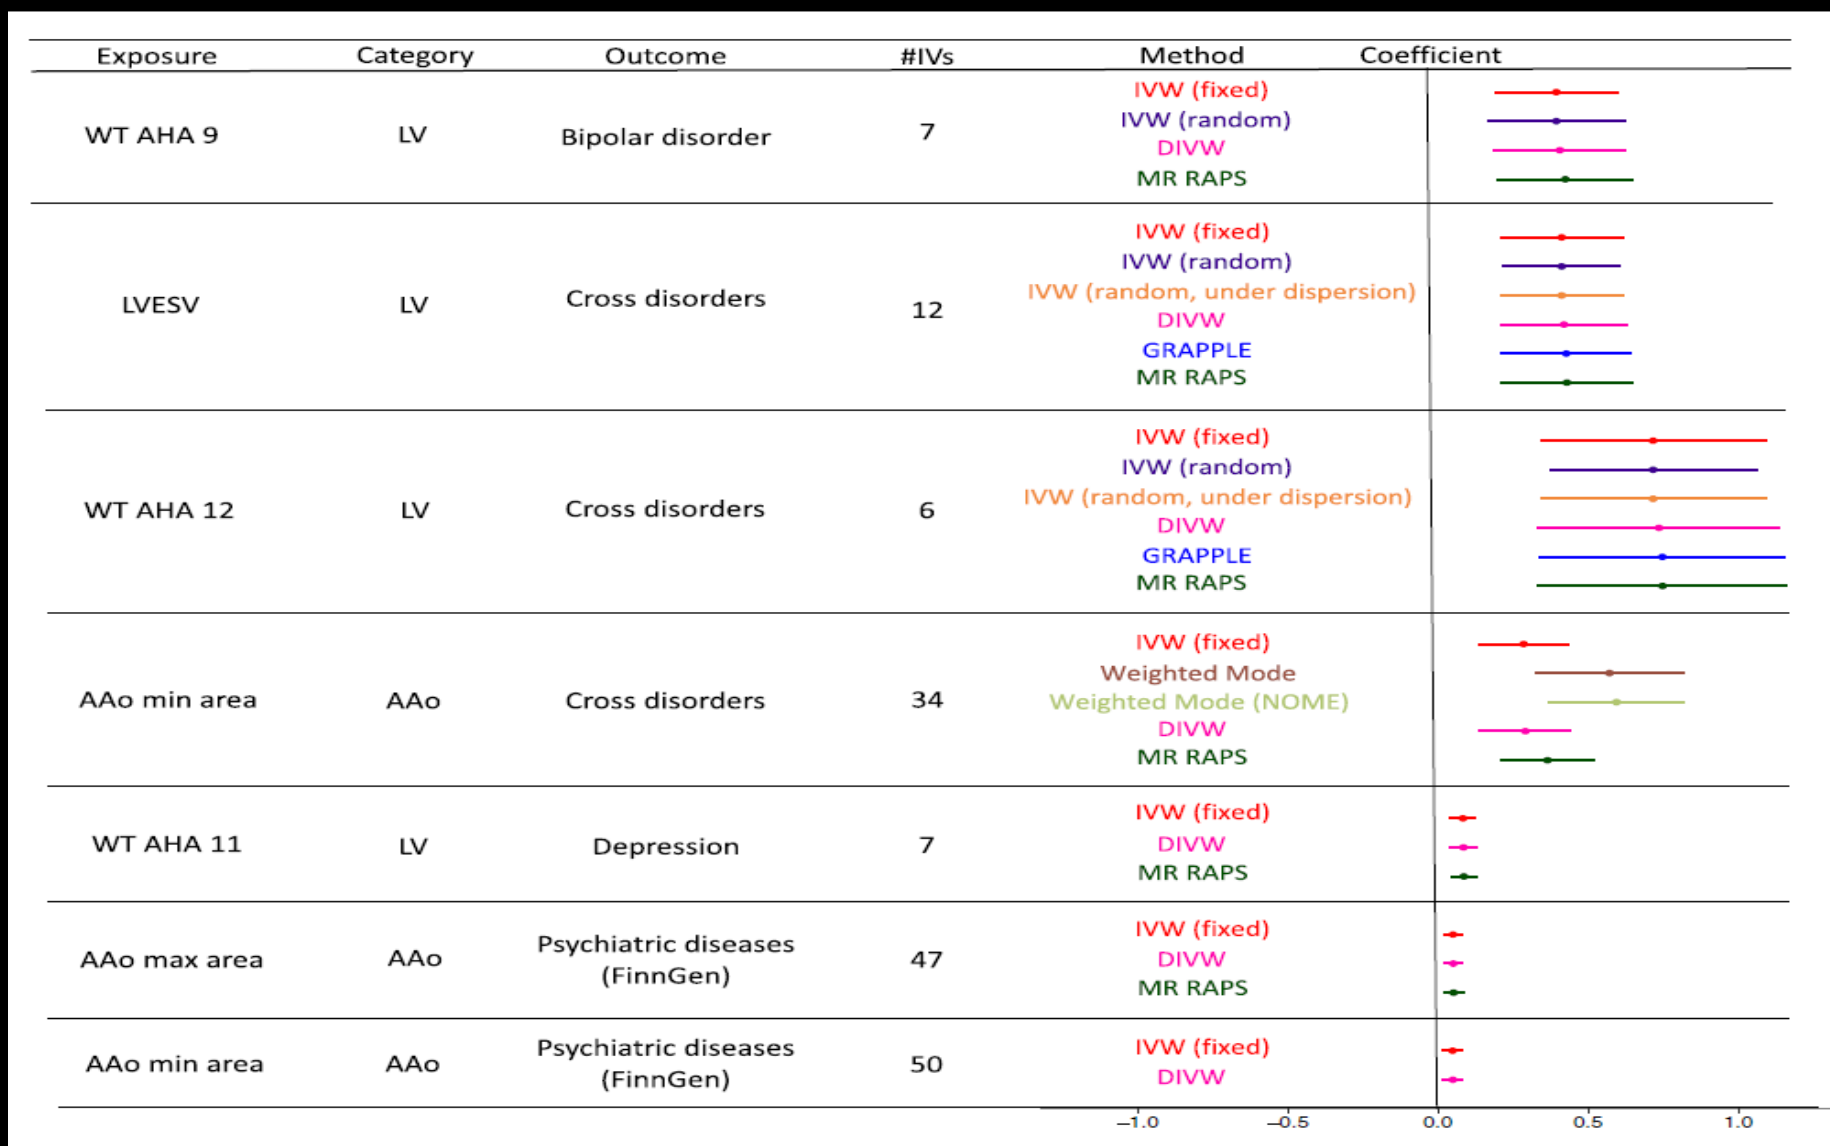 Exposure Category Outcome #IVs Method Coefficient
IVW (fixed)
IVW (random)
WT AHA 9 LV Bipolar disorder 7
DIVW
MR RAPS
IVW (fixed)
IVW (random)
IVW (random, under dispersion)
LVESV LV Cross disorders 12
DIVW
GRAPPLE
MR RAPS
IVW (fixed)
IVW (random)
IVW (random, under dispersion)
WT AHA 12 LV Cross disorders 6
DIVW
GRAPPLE
MR RAPS
IVW (fixed)
Weighted Mode
AAo min area AAo Cross disorders 34
Weighted Mode (NOME)
DIVW
MR RAPS
IVW (fixed)
WT AHA 11 LV Depression 7 DIVW
MR RAPS
IVW (fixed)
Psychiatric diseases
AAo max area AAo 47 DIVW
(FinnGen)
MR RAPS
Psychiatric diseases IVW (fixed)
AAo min area AAo 50
(FinnGen) DIVW
−1.0 −0.5 0.0 0.5 1.0